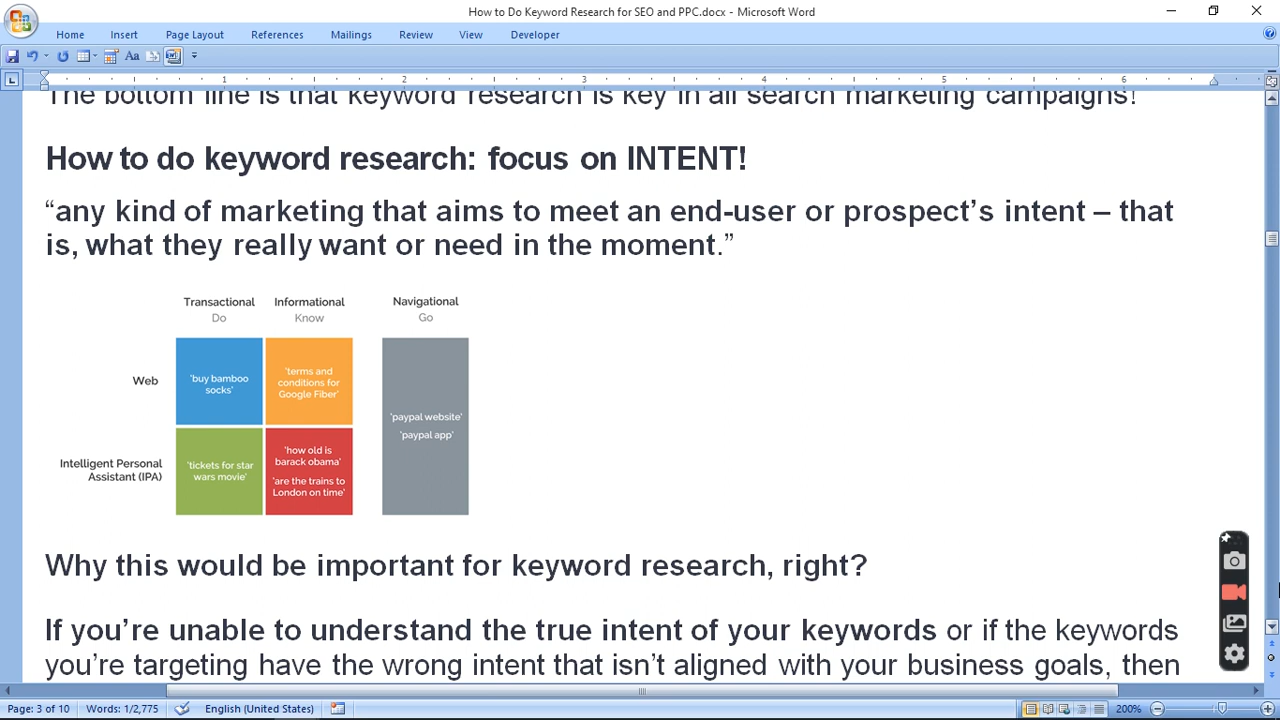 How to Do Keyword Research for SEO and PPC.docx - Microsoft Word
Home Insert Page Layout References Mailings Review View Developer
Aa
L
1 2 3 4 5 6
The bottom line is that keyword research is key in all search marketing campaigns!
How to do keyword research: focus on INTENT!
“any kind of marketing that aims to meet an end-user or prospect’s intent – that
is, what they really want or need in the moment.”
Transactional Informational Navigational
Do Know Go
Web
'buy bamboo
socks'
'terms and
conditions for
Google Fiber'
'paypal website'
'paypal app'
Intelligent Personal
Assistant (IPA)
'tickets for star
wars movie'
'how old is
barack obama'
'are the trains to
London on time'
Why this would be important for keyword research, right?
If you’re unable to understand the true intent of your keywords or if the keywords
you’re targeting have the wrong intent that isn’t aligned with your business goals, then
Page: 3 of 10 Words: 1/2,775 English (United States) 200%